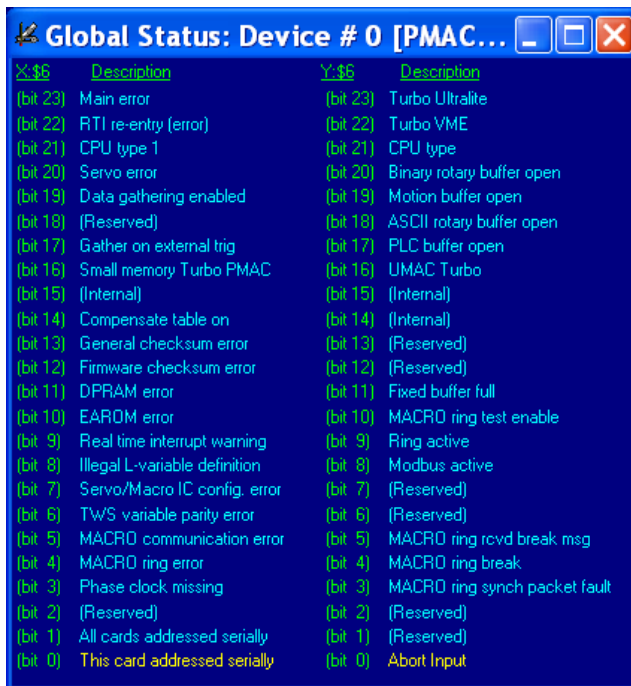 Global Status: Device # 0 [PMAC...
X:$6 Description Y:$6 Description
(bit 23) Main error (bit 23) Turbo Ultralite
(bit 22) RTI re-entry (error) (bit 22) Turbo VME
(bit 21) CPU type 1 (bit 21) CPU type
(bit 20) Servo error (bit 20) Binary rotary buffer open
(bit 19) Data gathering enabled (bit 19) Motion buffer open
(bit 18) (Reserved) (bit 18) ASCII rotary buffer open
(bit 17) Gather on external trig (bit 17) PLC buffer open
(bit 16) Small memory Turbo PMAC (bit 16) UMAC Turbo
(bit 15) (Internal) (bit 15) (Internal)
(bit 14) Compensate table on (bit 14) (Internal)
(bit 13) General checksum error (bit 13) (Reserved)
(bit 12) Firmware checksum error (bit 12) (Reserved)
(bit 11) DPRAM error (bit 11) Fixed buffer full
(bit 10) EAROM error (bit 10) MACRO ring test enable
(bit 9) Real time interrupt warning (bit 9) Ring active
(bit 8) Illegal L-variable definition (bit 8) Modbus active
(bit 7) Servo/Macro IC config. error (bit 7) (Reserved)
(bit 6) TWS variable parity error (bit 6) (Reserved)
(bit 5) MACRO communication error (bit 5) MACRO ring rcvd break msg
(bit 4) MACRO ring error (bit 4) MACRO ring break
(bit 3) Phase clock missing (bit 3) MACRO ring synch packet fault
(bit 2) (Reserved) (bit 2) (Reserved)
(bit 1) All cards addressed serially (bit 1) (Reserved)
(bit 0) This card addressed serially (bit 0) Abort Input